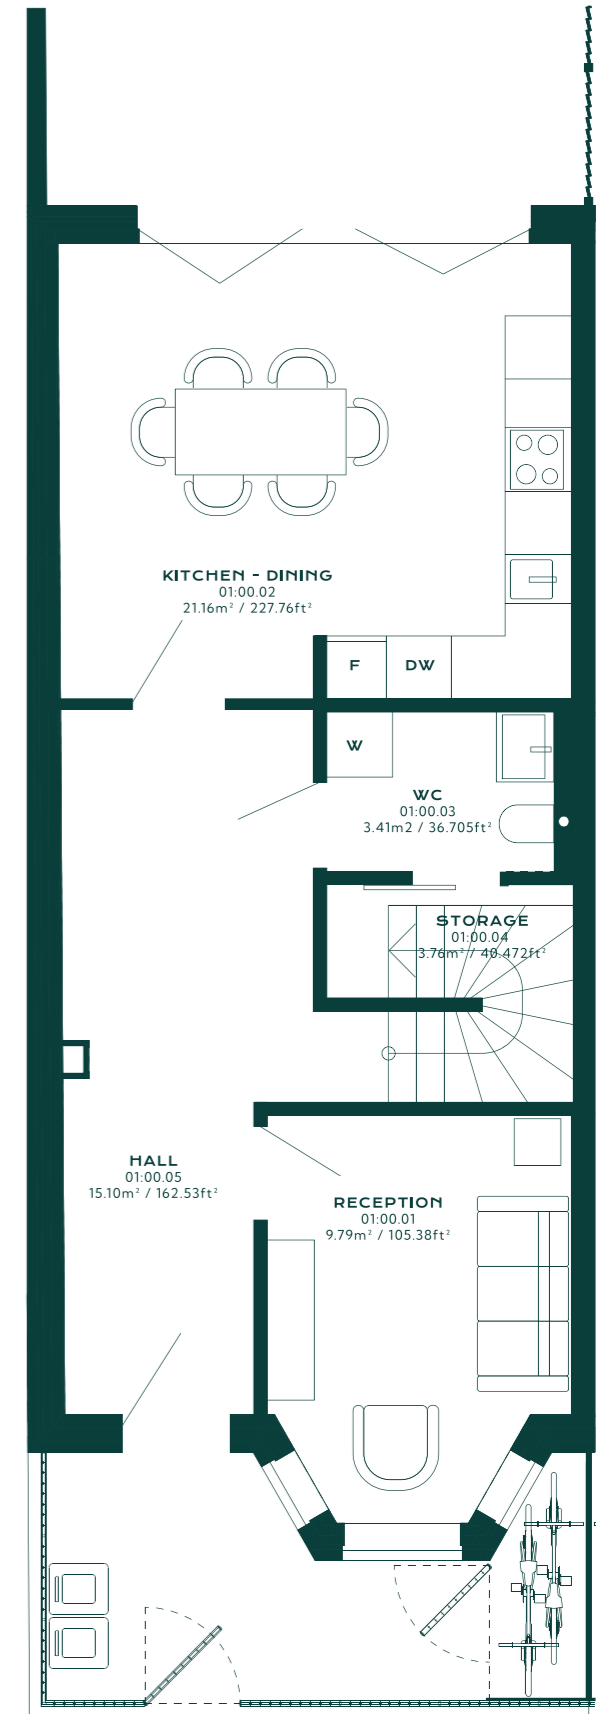 KITCHEN - DINING
01:00.02
21.16m² / 227.76ft²
F
DW
W
WC
01:00.03
3.41m2 / 36.705ft²
STORAGE
01:00.04
3.76m² / 40.472ft²
HALL
01:00.05
15.10m² / 162.53ft²
RECEPTION
01:00.01
9.79m² / 105.38ft²